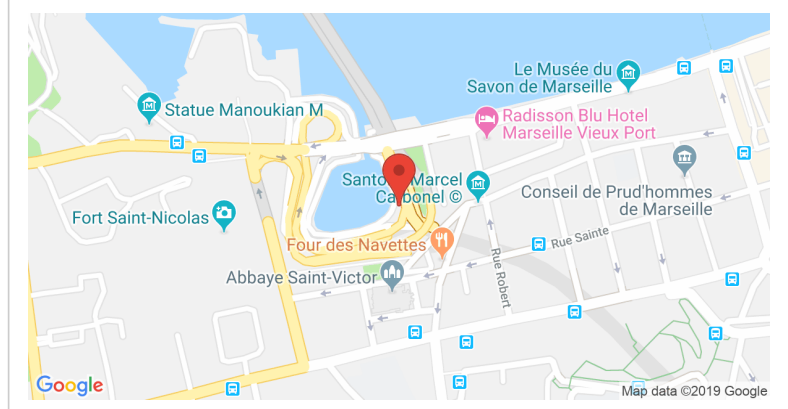 Le Musée du
Savon de Marseille
Statue Manoukian M
Radisson Blu Hotel
Marseille Vieux Port
Marcel
©
Conseil de Prud'hommes
de Marseille
Fort Saint-Nicolas
Four des Navettes
Rue Sainte
Abbaye Saint-Victor
Rue Robert
Google
Map data ©2019 Google